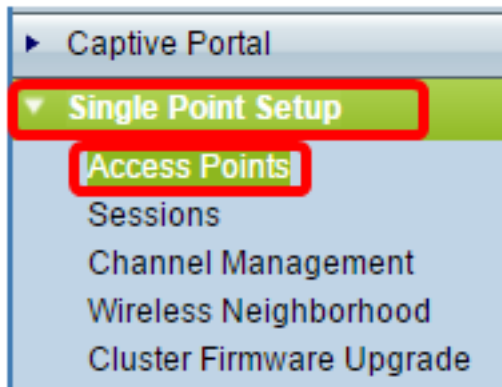 Captive Portal
Single Point Setup
Access Points
Sessions
Channel Management
Wireless Neighborhood
Cluster Firmware Upgrade